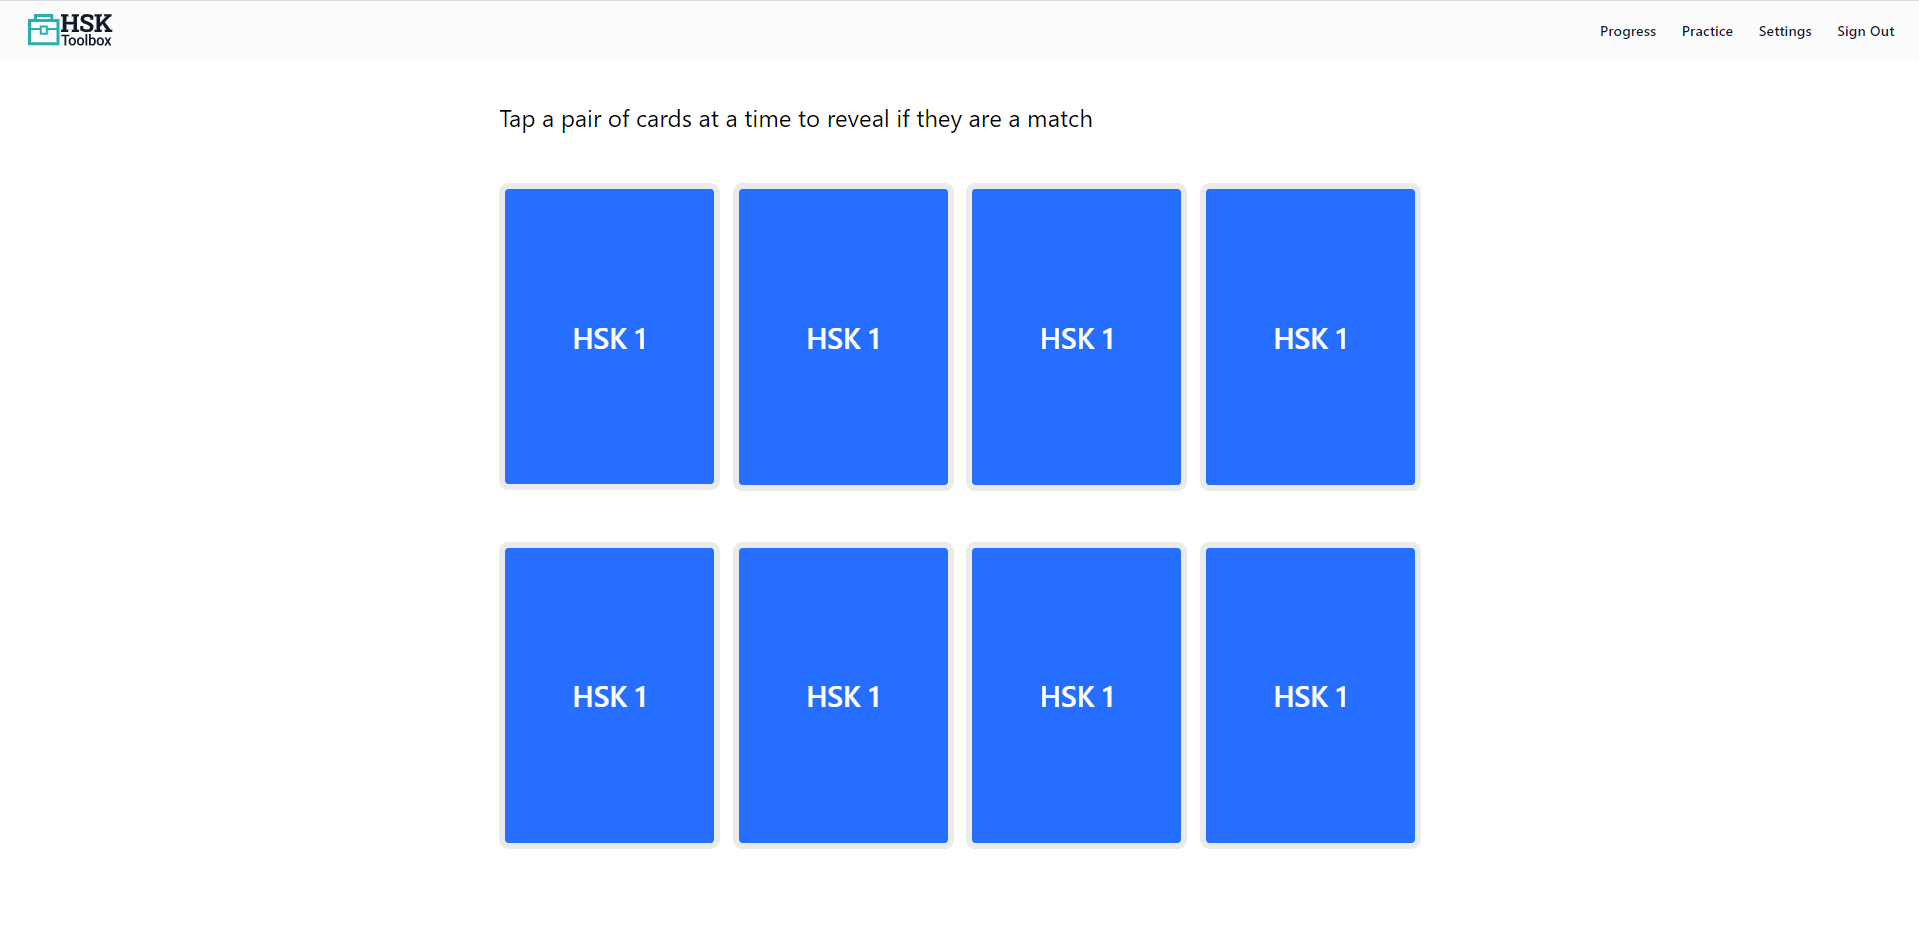 HSK
Toolbox
Progress Practice Settings Sign Out
Tap a pair of cards at a time to reveal if they are a match
HSK 1 HSK 1 HSK 1 HSK 1
HSK 1 HSK 1 HSK 1 HSK 1